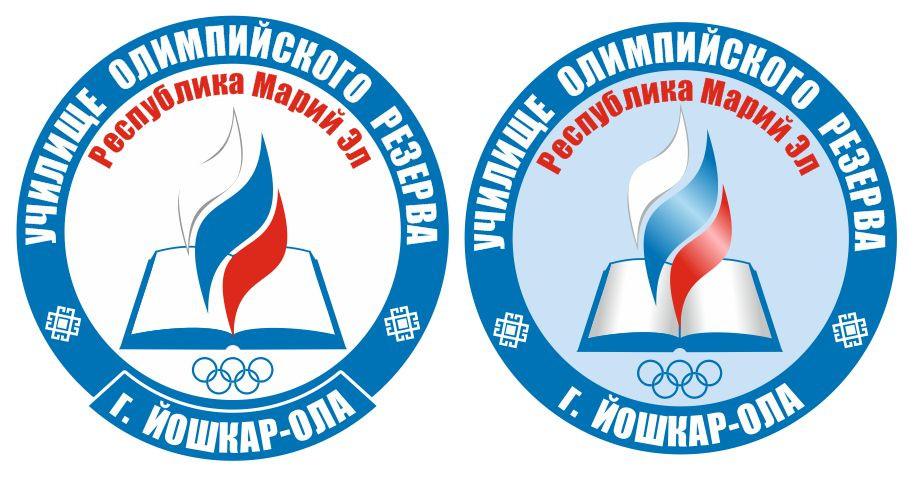 УЧИЛИЩЕ ОЛИМПИЙСКОГО РЕЗЕРВА
Республика Марий Эл
г. ЙОШКАР-ОЛА
УЧИЛИЩЕ ОЛИМПИЙСКОГО РЕЗЕРВА
Республика Марий Эл
г. ЙОШКАР-ОЛА